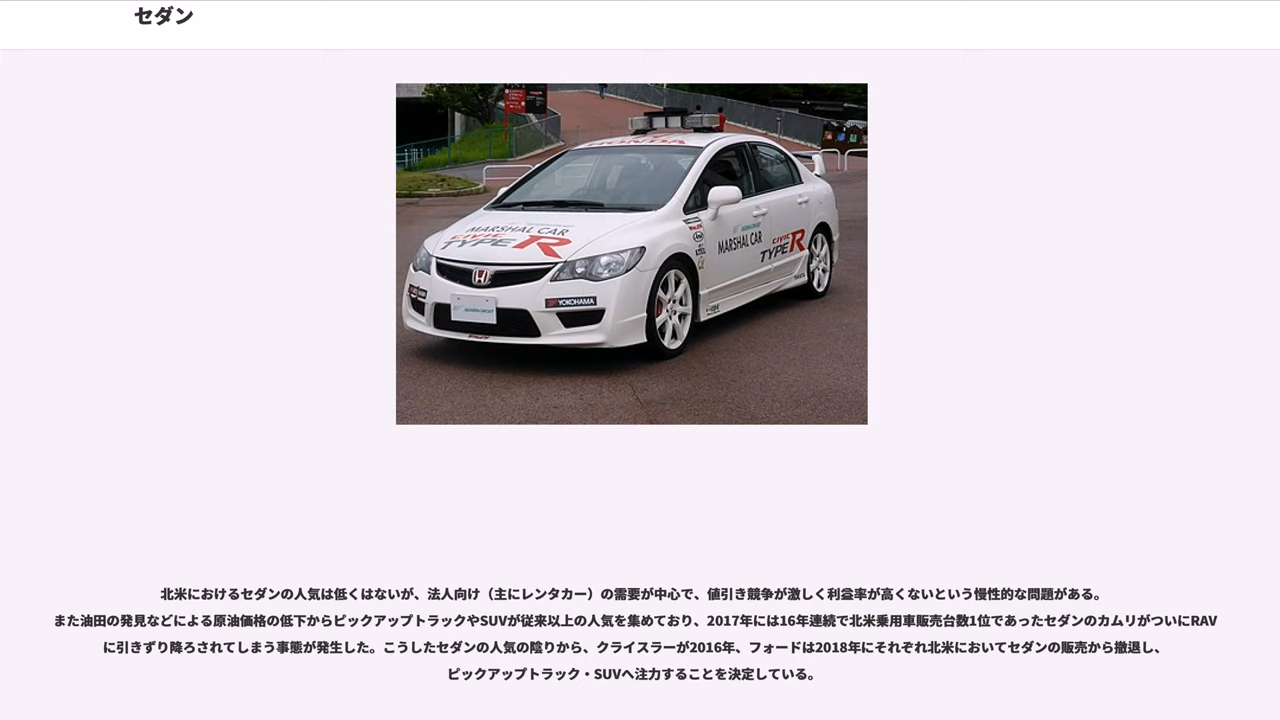 セダン
HONDA
MARSHAL CAR
CIVIC
TYPE R
MARSHAL CAR
CIVIC
TYPE R
YOKOHAMA
北米におけるセダンの人気は低くはないが、法人向け（主にレンタカー）の需要が中心で、値引き競争が激しく利益率が高くないという慢性的な問題がある。
また油田の発見などによる原油価格の低下からピックアップトラックやSUVが従来以上の人気を集めており、2017年には16年連続で北米乗用車販売台数1位であったセダンのカムリがついにRAV
に引きずり降ろされてしまう事態が発生した。こうしたセダンの人気の陰りから、クライスラーが2016年、フォードは2018年にそれぞれ北米においてセダンの販売から撤退し、
ピックアップトラック・SUVへ注力することを決定している。